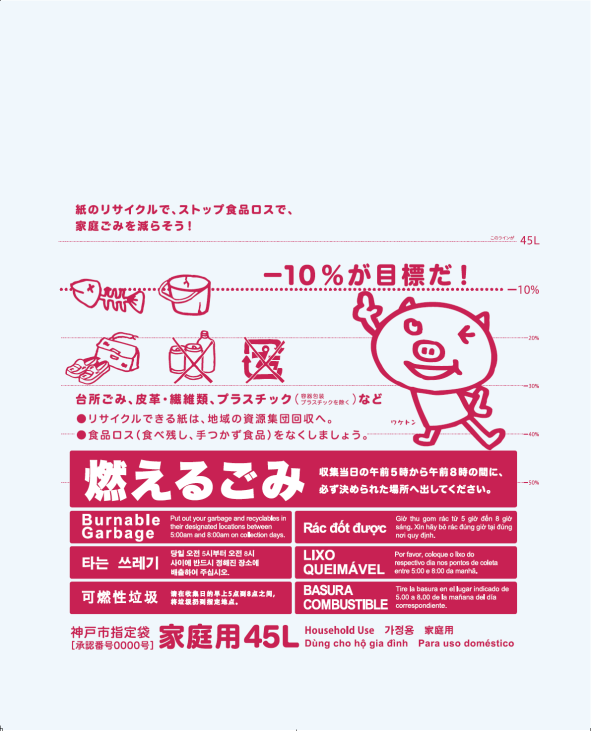 紙のリサイクルで、ストップ食品ロスで、
家庭ごみを減らそう！
このラインが 45L
－10％が目標だ！
－10%
－20%
－30%
台所ごみ、皮革・繊維類、プラスチック（容器包装プラスチックを除く）など
●リサイクルできる紙は、地域の資源集団回収へ。
ワケトン
●食品ロス（食べ残し、手つかず食品）をなくしましょう。
－40%
燃えるごみ
収集当日の午前5時から午前8時の間に、
必ず決められた場所へ出してください。
－50%
Burnable
Garbage
Put out your garbage and recyclables in
their designated locations between
5:00am and 8:00am on collection days.
Rác đốt được
Giờ thu gom rác từ 5 giờ đến 8 giờ
sáng. Xin hãy bỏ rác đúng giờ tại đúng
nơi quy định.
타는 쓰레기
당일 오전 5시부터 오전 8시
사이에 반드시 정해진 장소에
배출하여 주십시오.
LIXO
QUEIMÁVEL
Por favor, coloque o lixo do
respectivo dia nos pontos de coleta
entre 5:00 e 8:00 da manhã.
可燃性垃圾
请在收集日的早上5点到8点之间,
将垃圾扔到指定地点。
BASURA
COMBUSTIBLE
Tire la basura en el lugar indicado de
5.00 a 8.00 de la mañana del día
correspondiente.
神戸市指定袋
［承認番号0000号］
家庭用45L
Household Use 가정용 家庭用
Dùng cho hộ gia đình Para uso doméstico